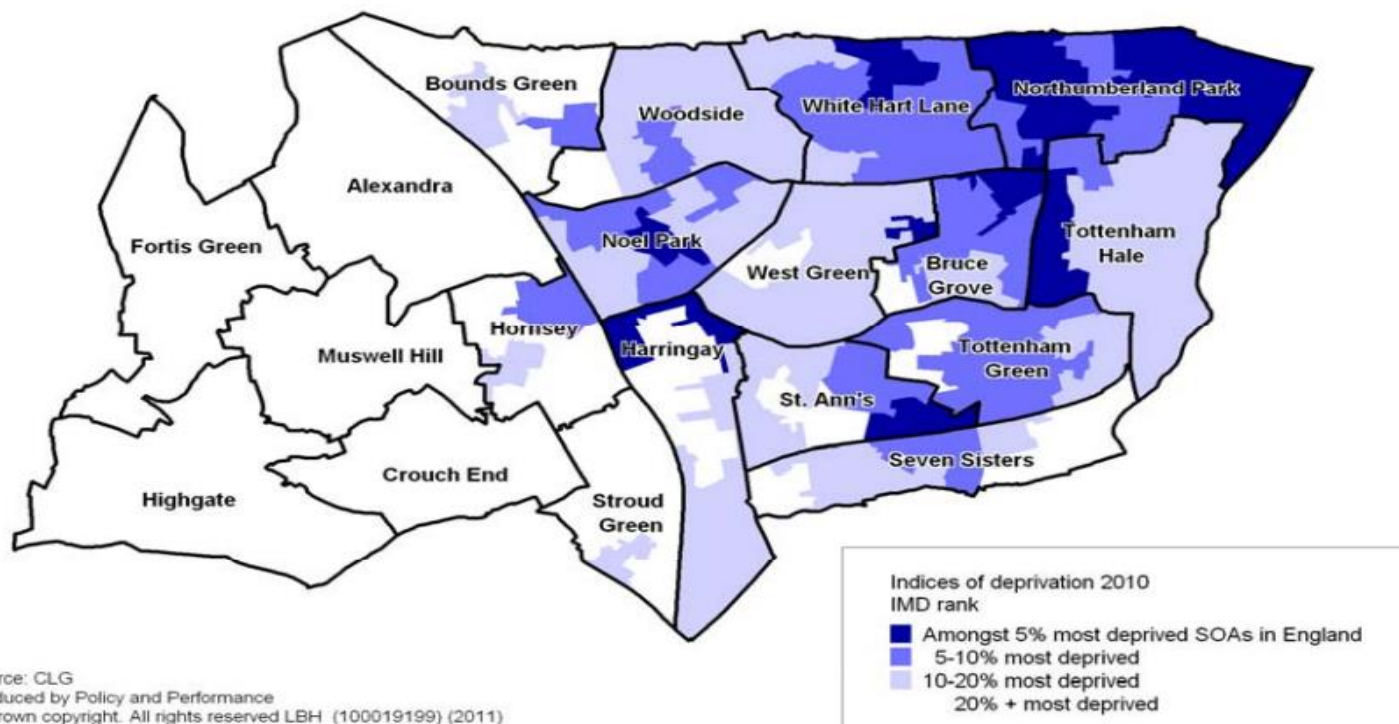 Bounds Green
Woodside
White Hart Lane
Northumberland Park
Alexandra
Fortis Green
Noel Park
West Green
Bruce
Grove
Tottenham
Hale
Hornsey
Muswell Hill
Harringay
Tottenham
Green
St. Ann's
Seven Sisters
Crouch End
Highgate
Stroud
Green
Indices of deprivation 2010
IMD rank
Amongst 5% most deprived SOAs in England
5-10% most deprived
10-20% most deprived
20% + most deprived
rce: CLG
duced by Policy and Performance
rown copyright. All rights reserved LBH (100019199) (2011)